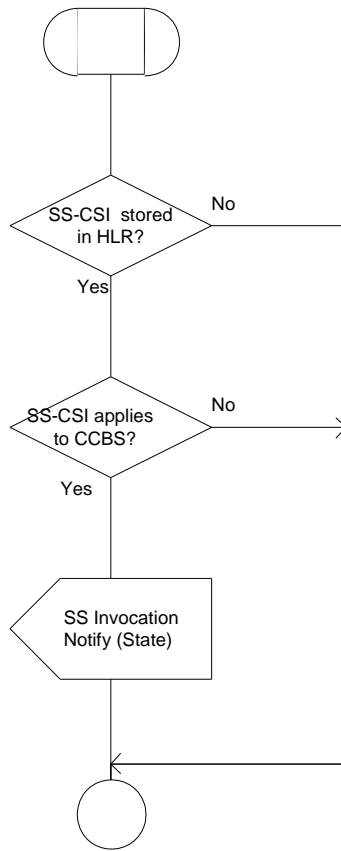 SS-CSI stored
in HLR?
No
Yes
SS-CSI applies
to CCBS?
No
Yes
SS Invocation
Notify (State)